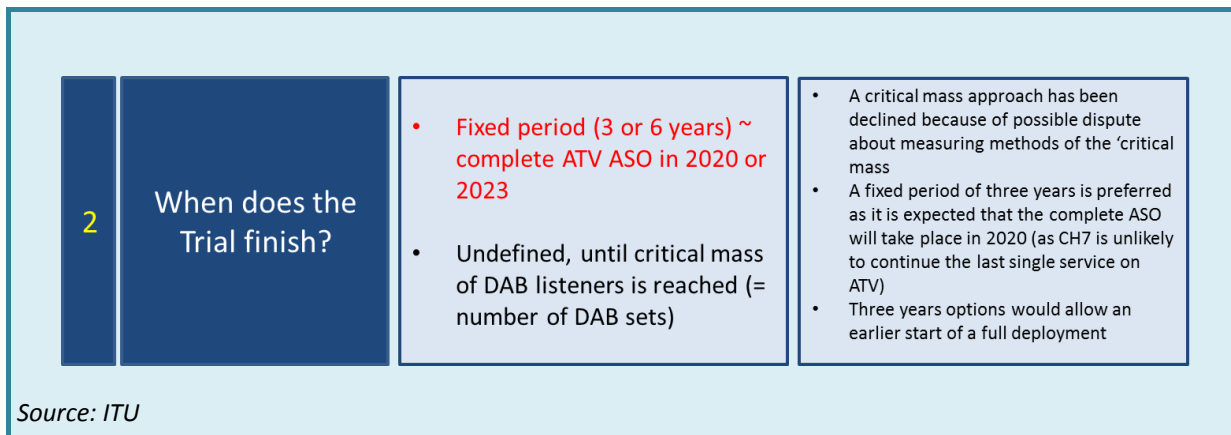 2
When does the
Trial finish?
• Fixed period (3 or 6 years) ~
complete ATV ASO in 2020 or
2023
• Undefined, until critical mass
of DAB listeners is reached (=
number of DAB sets)
• A critical mass approach has been
declined because of possible dispute
about measuring methods of the ‘critical
mass
• A fixed period of three years is preferred
as it is expected that the complete ASO
will take place in 2020 (as CH7 is unlikely
to continue the last single service on
ATV)
• Three years options would allow an
earlier start of a full deployment
Source: ITU